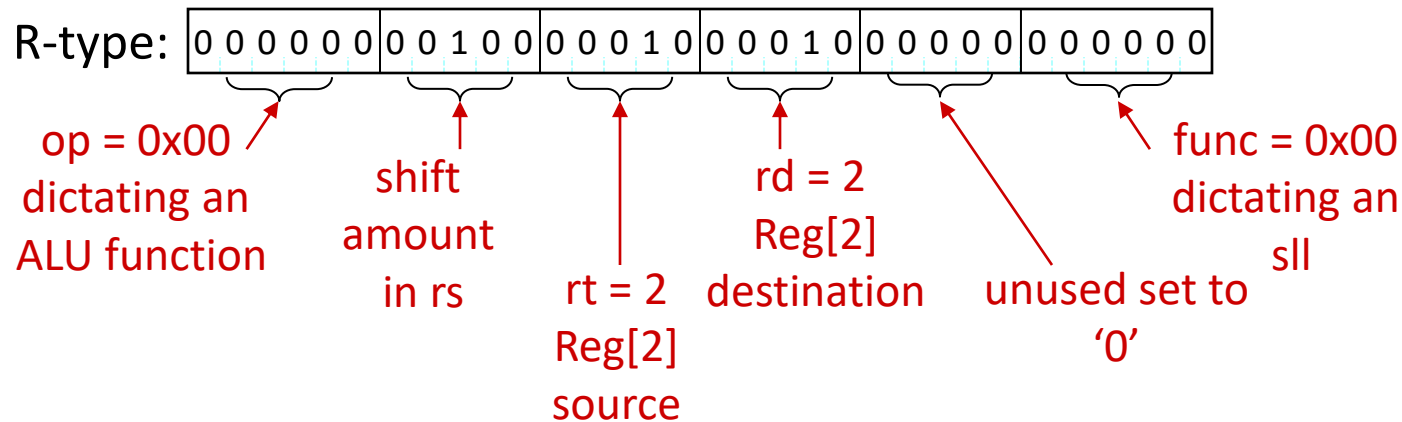 R-type: 0 0 0 0 0 0 0 0 1 0 0 0 0 0 1 0 0 0 0 1 0 0 0 0 0 0 0 0 0 0 0 0
op = 0x00
dictating an
ALU function
shift
amount
in rs
rt = 2
Reg[2]
source
rd = 2
Reg[2]
destination
unused set to
‘0’
func = 0x00
dictating an
sll